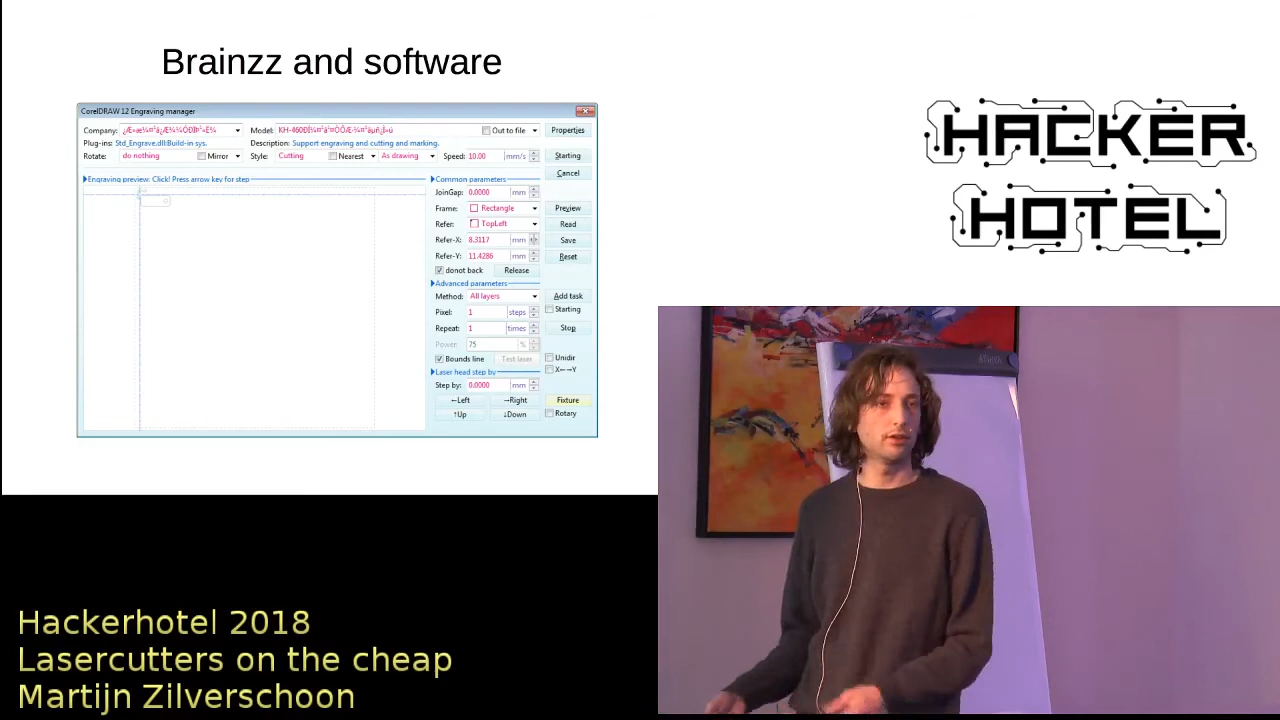 Brainzz and software
CorelDRAW 12 Engraving manager
Company:
Model:
Out to file
Properties
Plug-ins: Std_Engrave.dll:Build-in sys.
Description: Support engraving and cutting and marking.
Rotate: do nothing
Mirror
Style: Cutting
Nearest
As drawing
Speed: 10.00 mm/s
Starting
Cancel
Engraving preview: Click! Press arrow key for step
Common parameters
JoinGap: 0.0000 mm
Frame: Rectangle
Preview
Refer: TopLeft
Read
Refer-X: 8.3117 mm
Save
Refer-Y: 11.4286 mm
Reset
donot back
Release
Advanced parameters
Method: All layers
Add task
Pixel: 1 steps
Starting
Repeat: 1 times
Stop
Power: 75 %
Bounds line
Test laser
Unidir
X←→Y
Laser head step by
Step by: 0.0000 mm
←Left
→Right
Fixture
↑Up
↓Down
Rotary
HACKER
HOTEL
Hackerhotel 2018
Lasercutters on the cheap
Martijn Zilverschoon